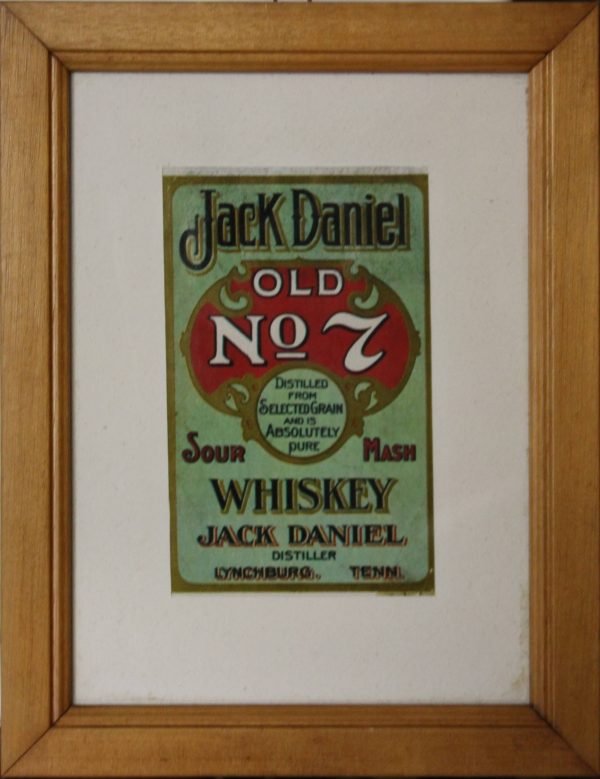 Jack Daniel
OLD
No 7
DISTILLED
FROM
SELECTED GRAIN
AND IS
ABSOLUTELY
PURE
SOUR MASH
WHISKEY
JACK DANIEL
DISTILLER
LYNCHBURG, TENN.